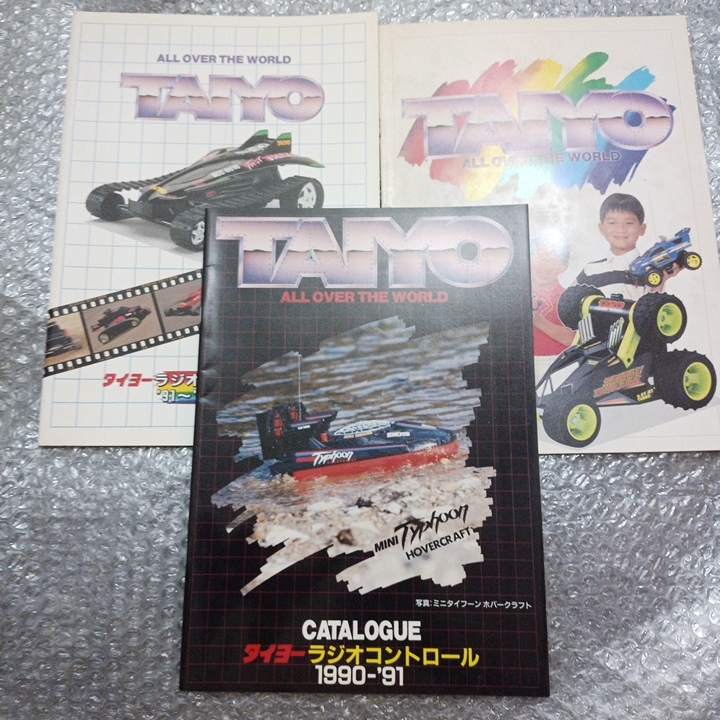 ALL OVER THE WORLD
TAIYO
タイヨーラジオ
'91～
TAIYO
ALL OVER THE WORLD
TAIYO
ALL OVER THE WORLD
Typhoon
MINI Typhoon
HOVERCRAFT
写真:ミニタイフーン ホバークラフト
CATALOGUE
タイヨーラジオコントロール
1990-'91